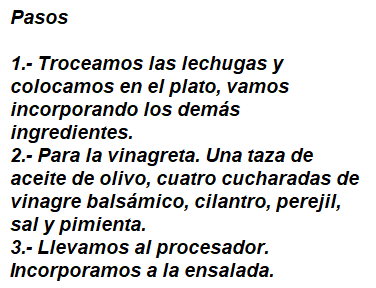 Pasos
1.- Troceamos las lechugas y
colocamos en el plato, vamos
incorporando los demás
ingredientes.
2.- Para la vinagreta. Una taza de
aceite de olivo, cuatro cucharadas de
vinagre balsámico, cilantro, perejil,
sal y pimienta.
3.- Llevamos al procesador.
Incorporamos a la ensalada.